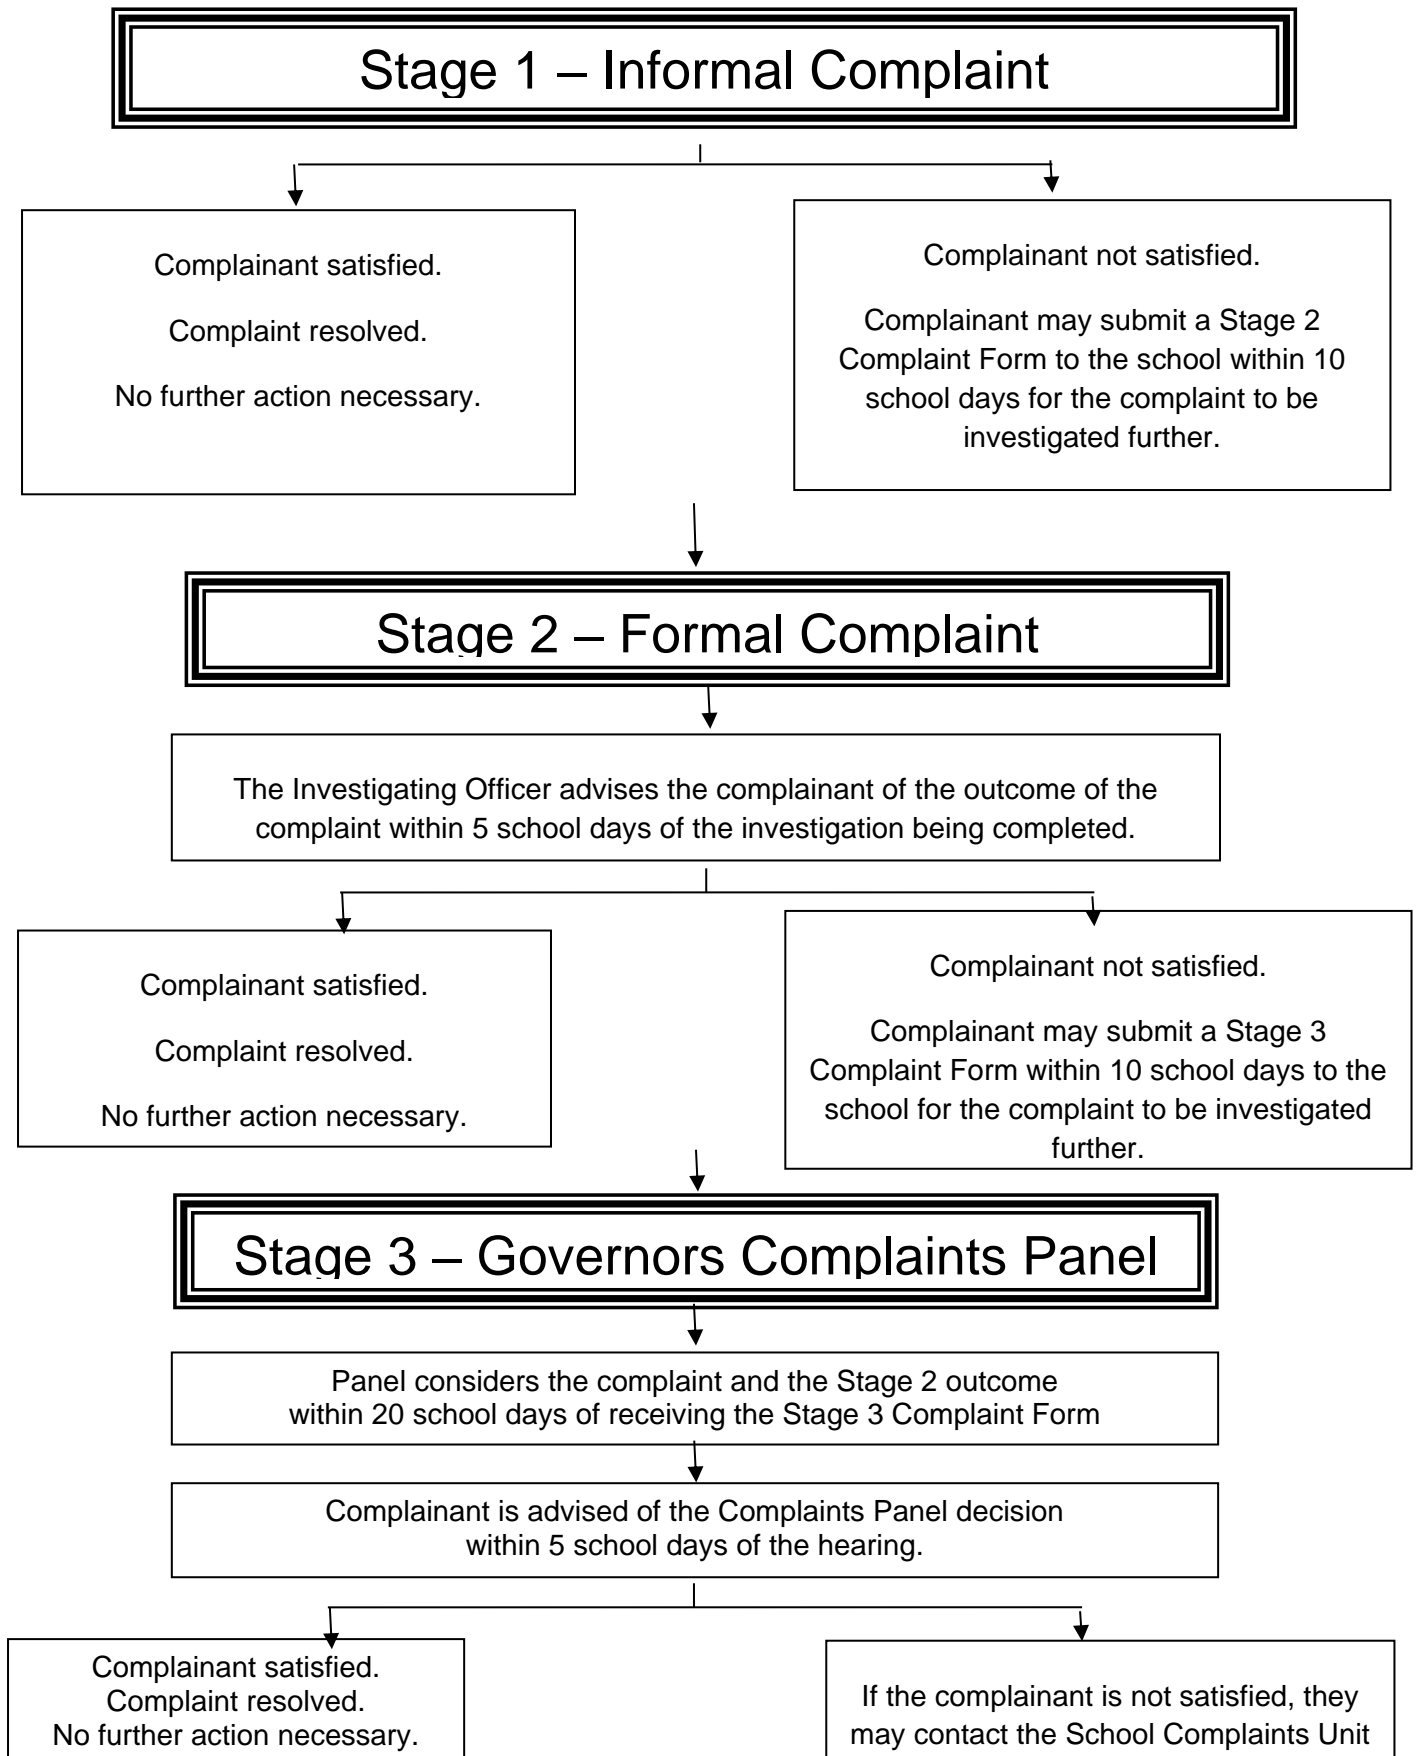 Stage 1 – Informal Complaint
Complainant satisfied.
Complaint resolved.
No further action necessary.
Complainant not satisfied.
Complainant may submit a Stage 2
Complaint Form to the school within 10
school days for the complaint to be
investigated further.
Stage 2 – Formal Complaint
The Investigating Officer advises the complainant of the outcome of the
complaint within 5 school days of the investigation being completed.
Complainant satisfied.
Complaint resolved.
No further action necessary.
Complainant not satisfied.
Complainant may submit a Stage 3
Complaint Form within 10 school days to the
school for the complaint to be investigated
further.
Stage 3 – Governors Complaints Panel
Panel considers the complaint and the Stage 2 outcome
within 20 school days of receiving the Stage 3 Complaint Form
Complainant is advised of the Complaints Panel decision
within 5 school days of the hearing.
Complainant satisfied.
Complaint resolved.
No further action necessary.
If the complainant is not satisfied, they
may contact the School Complaints Unit